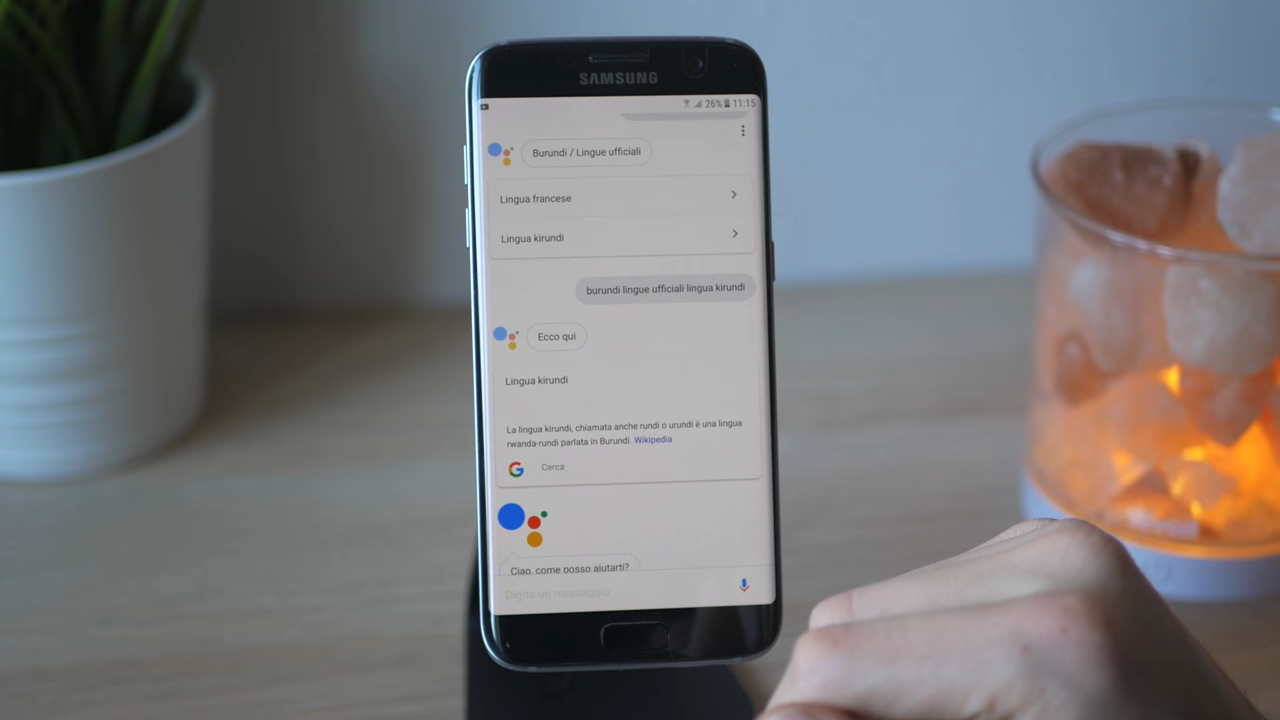 SAMSUNG
26% 11:15
Burundi / Lingue ufficiali
Lingua francese
Lingua kirundi
burundi lingue ufficiali lingua kirundi
Ecco qui
Lingua kirundi
La lingua kirundi, chiamata anche rundi o urundi è una lingua
rwanda-rundi parlata in Burundi. Wikipedia
Cerca
Ciao, come posso aiutarti?
Digita un messaggio